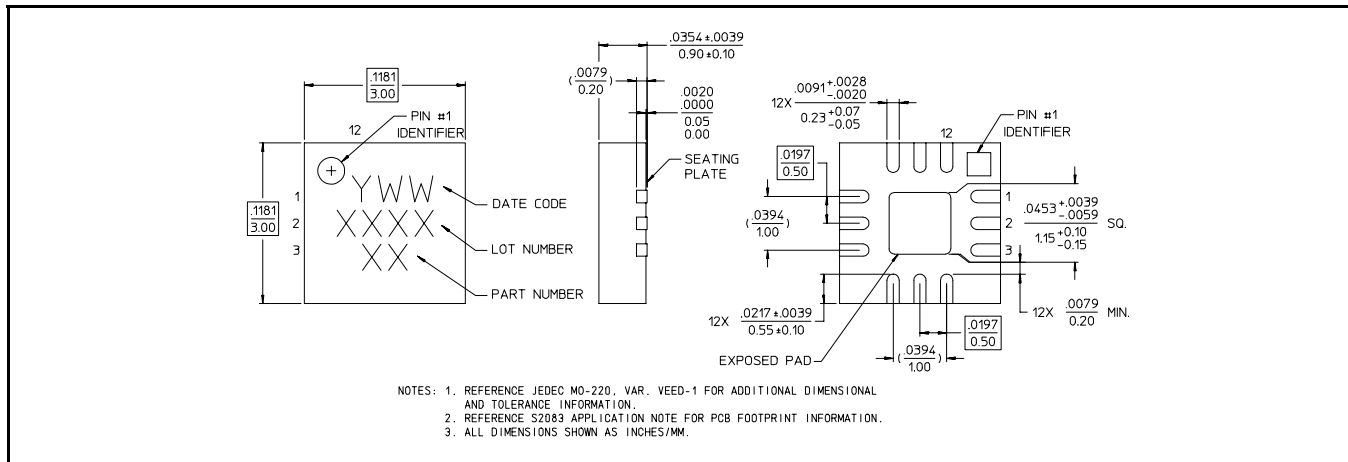 .1181
3.00
12
PIN #1
IDENTIFIER
.1181
3.00
1
2
3
YWW
XXXX
XX
DATE CODE
LOT NUMBER
PART NUMBER
.0354±.0039
0.90±0.10
(.0079
0.20)
.0020
.0000
0.05
0.00
SEATING
PLATE
12X .0091 +.0028
-.0020
0.23 +0.07
-0.05
12
PIN #1
IDENTIFIER
.0197
0.50
(.0394
1.00)
1
2
3
.0453 +.0039
-.0059
1.15 +0.10
-0.15
SQ.
12X .0217±.0039
0.55±0.10
12X .0079
0.20 MIN.
.0197
0.50
(.0394
1.00)
EXPOSED PAD
NOTES: 1. REFERENCE JEDEC MO-220, VAR. VEED-1 FOR ADDITIONAL DIMENSIONAL
AND TOLERANCE INFORMATION.
2. REFERENCE S2083 APPLICATION NOTE FOR PCB FOOTPRINT INFORMATION.
3. ALL DIMENSIONS SHOWN AS INCHES/MM.